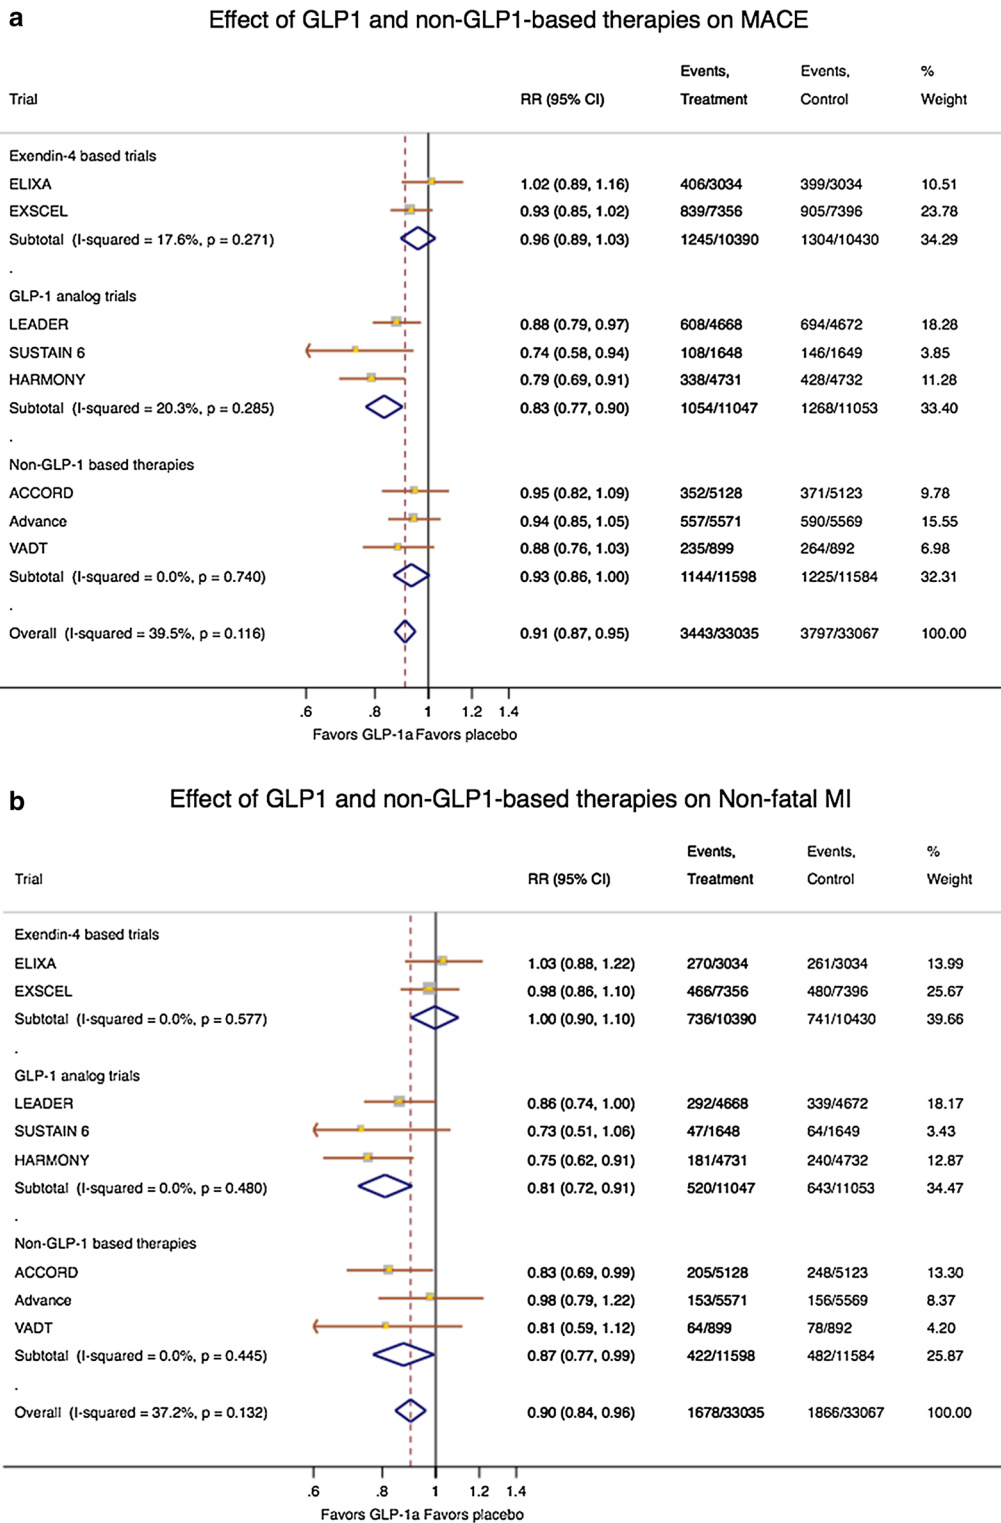 a
Effect of GLP1 and non-GLP1-based therapies on MACE
Events, Events, %
Trial RR (95% CI) Treatment Control Weight
Exendin-4 based trials
ELIXA 1.02 (0.89, 1.16) 406/3034 399/3034 10.51
EXSCEL 0.93 (0.85, 1.02) 839/7356 905/7396 23.78
Subtotal (I-squared = 17.6%, p = 0.271) 0.96 (0.89, 1.03) 1245/10390 1304/10430 34.29
.
GLP-1 analog trials
LEADER 0.88 (0.79, 0.97) 608/4668 694/4672 18.28
SUSTAIN 6 0.74 (0.58, 0.94) 108/1648 146/1649 3.85
HARMONY 0.79 (0.69, 0.91) 338/4731 428/4732 11.28
Subtotal (I-squared = 20.3%, p = 0.285) 0.83 (0.77, 0.90) 1054/11047 1268/11053 33.40
.
Non-GLP-1 based therapies
ACCORD 0.95 (0.82, 1.09) 352/5128 371/5123 9.78
Advance 0.94 (0.85, 1.05) 557/5571 590/5569 15.55
VADT 0.88 (0.76, 1.03) 235/899 264/892 6.98
Subtotal (I-squared = 0.0%, p = 0.740) 0.93 (0.86, 1.00) 1144/11598 1225/11584 32.31
.
Overall (I-squared = 39.5%, p = 0.116) 0.91 (0.87, 0.95) 3443/33035 3797/33067 100.00
.6 .8 1 1.2 1.4
Favors GLP-1a Favors placebo
b
Effect of GLP1 and non-GLP1-based therapies on Non-fatal MI
Events, Events, %
Trial RR (95% CI) Treatment Control Weight
Exendin-4 based trials
ELIXA 1.03 (0.88, 1.22) 270/3034 261/3034 13.99
EXSCEL 0.98 (0.86, 1.10) 466/7356 480/7396 25.67
Subtotal (I-squared = 0.0%, p = 0.577) 1.00 (0.90, 1.10) 736/10390 741/10430 39.66
.
GLP-1 analog trials
LEADER 0.86 (0.74, 1.00) 292/4668 339/4672 18.17
SUSTAIN 6 0.73 (0.51, 1.06) 47/1648 64/1649 3.43
HARMONY 0.75 (0.62, 0.91) 181/4731 240/4732 12.87
Subtotal (I-squared = 0.0%, p = 0.480) 0.81 (0.72, 0.91) 520/11047 643/11053 34.47
.
Non-GLP-1 based therapies
ACCORD 0.83 (0.69, 0.99) 205/5128 248/5123 13.30
Advance 0.98 (0.79, 1.22) 153/5571 156/5569 8.37
VADT 0.81 (0.59, 1.12) 64/899 78/892 4.20
Subtotal (I-squared = 0.0%, p = 0.445) 0.87 (0.77, 0.99) 422/11598 482/11584 25.87
.
Overall (I-squared = 37.2%, p = 0.132) 0.90 (0.84, 0.96) 1678/33035 1866/33067 100.00
.6 .8 1 1.2 1.4
Favors GLP-1a Favors placebo